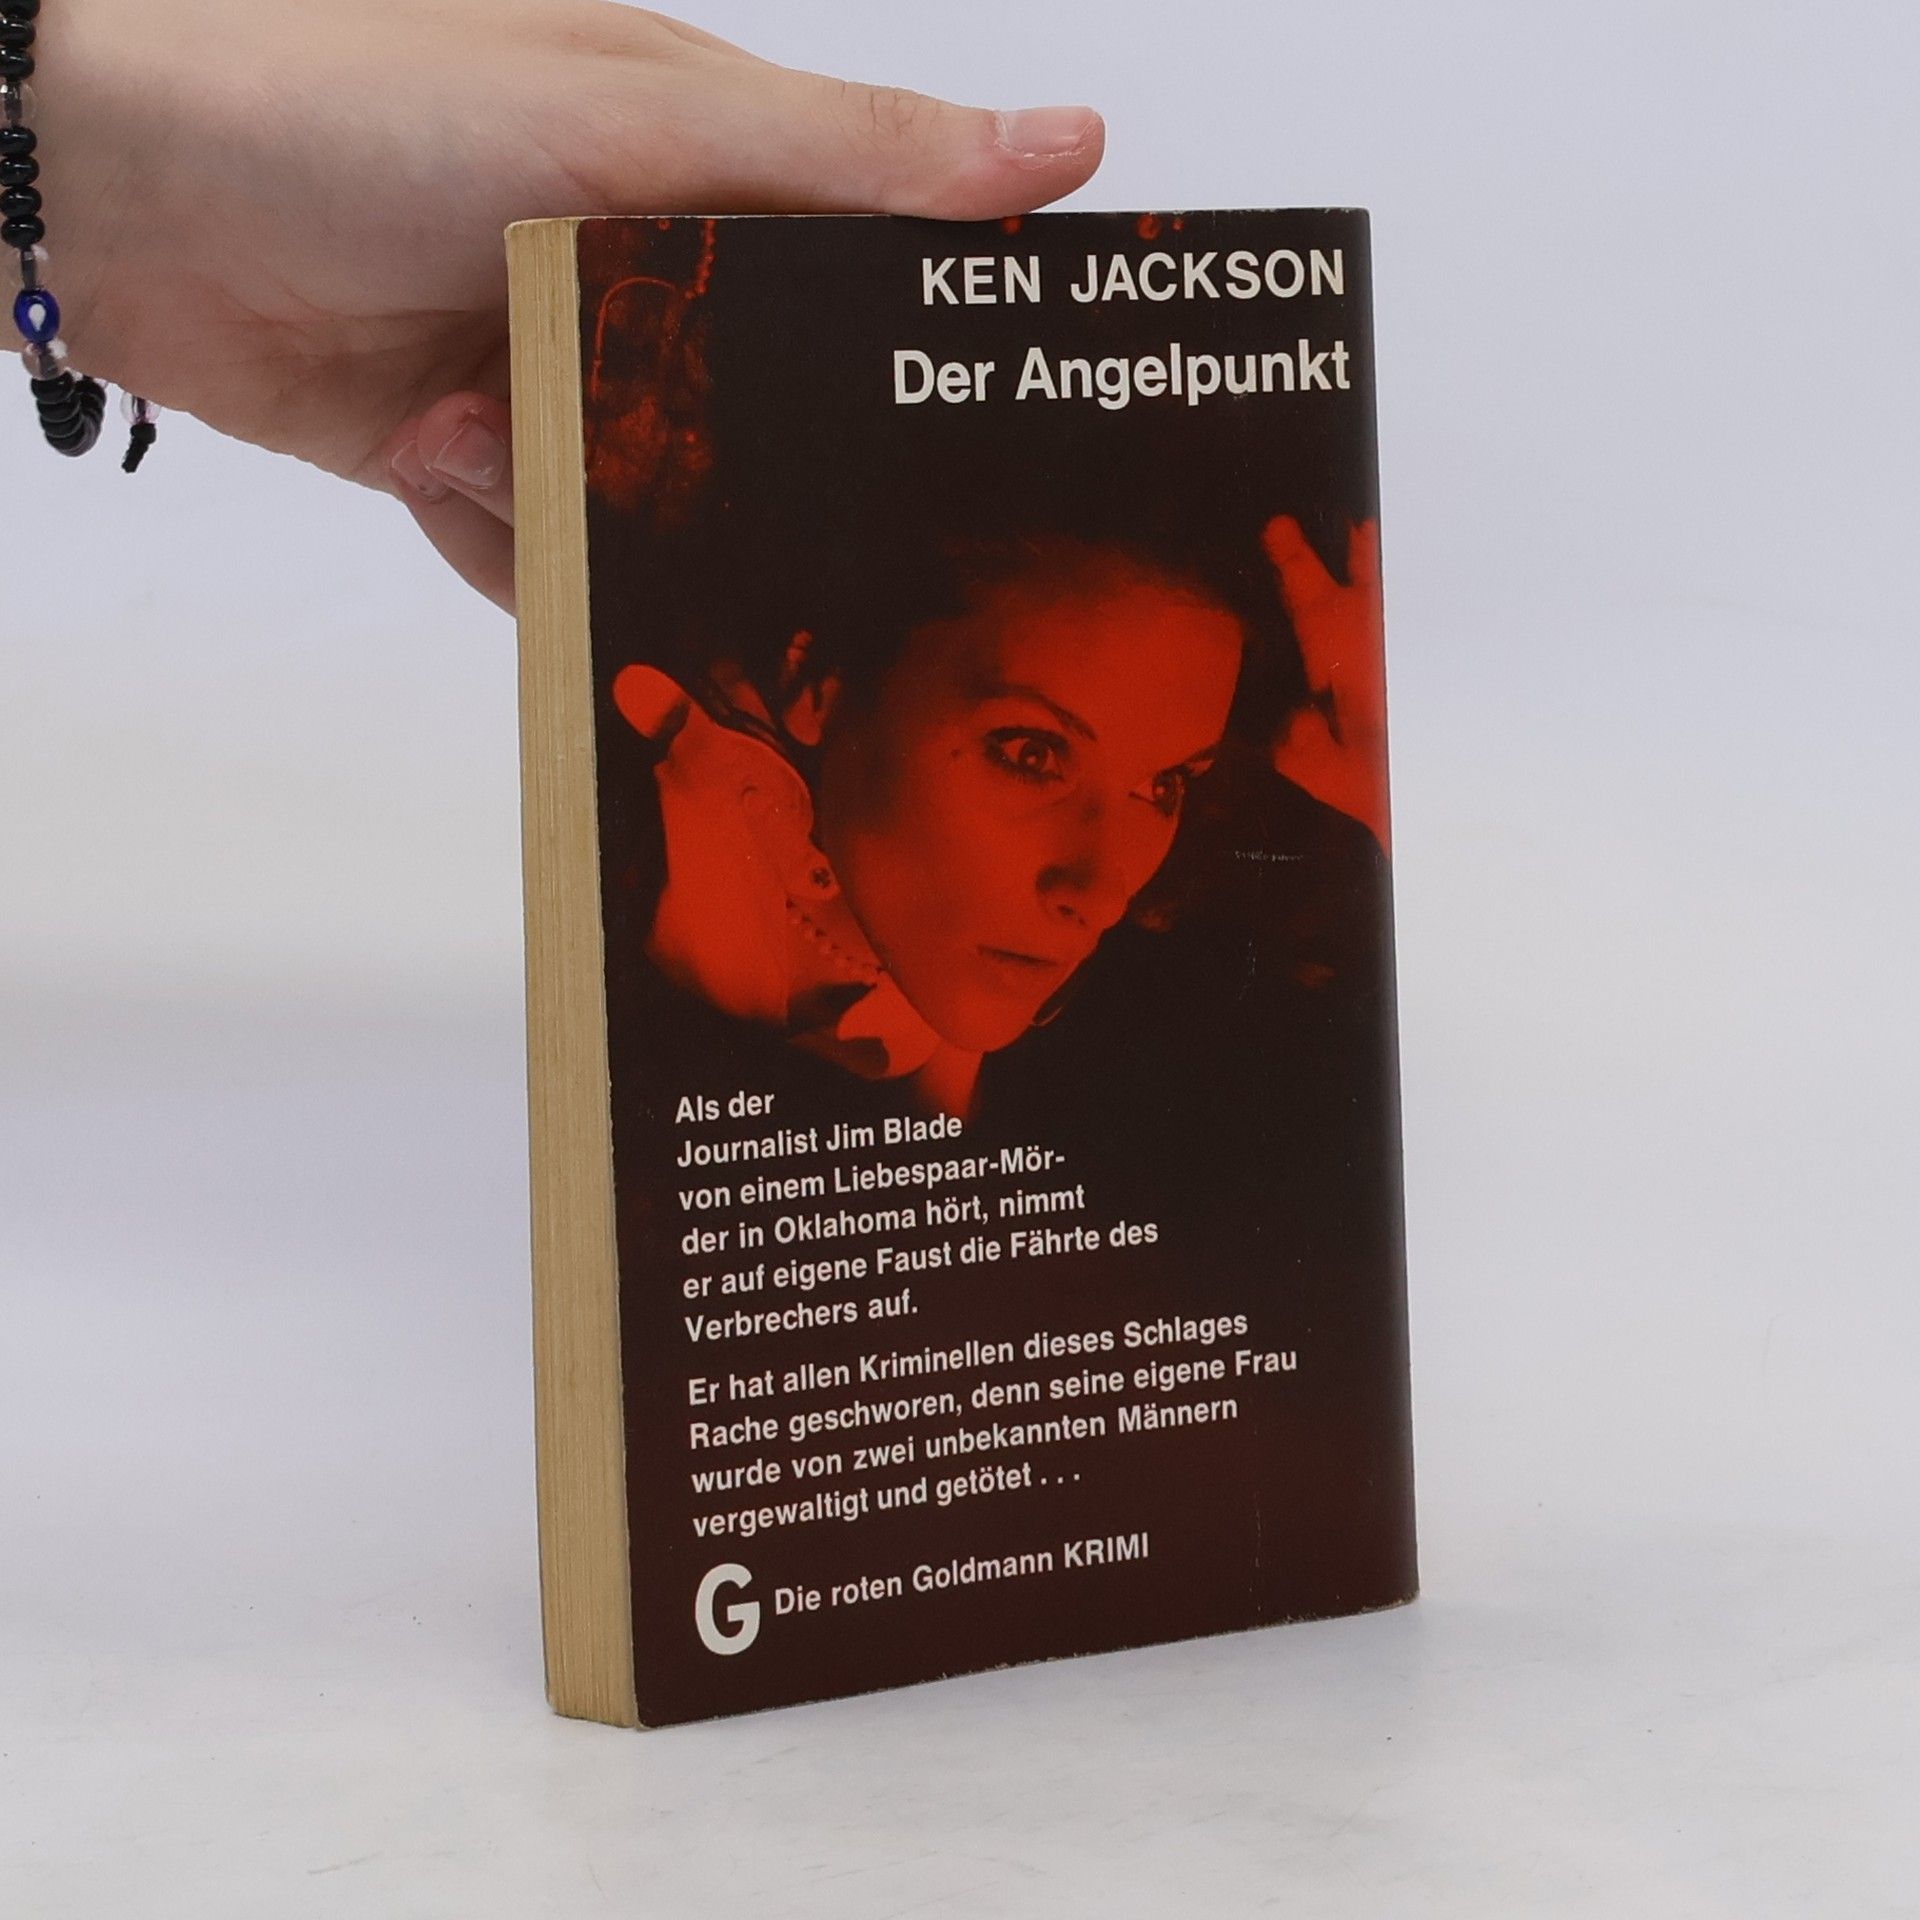 KEN JACKSON
Der Angelpunkt
Als der
Journalist Jim Blade
von einem Liebespaar-Mör-
der in Oklahoma hört, nimmt
er auf eigene Faust die Fährte des
Verbrechers auf.
Er hat allen Kriminellen dieses Schlages
Rache geschworen, denn seine eigene Frau
wurde von zwei unbekannten Männern
vergewaltigt und getötet . . .
G Die roten Goldmann KRIMI